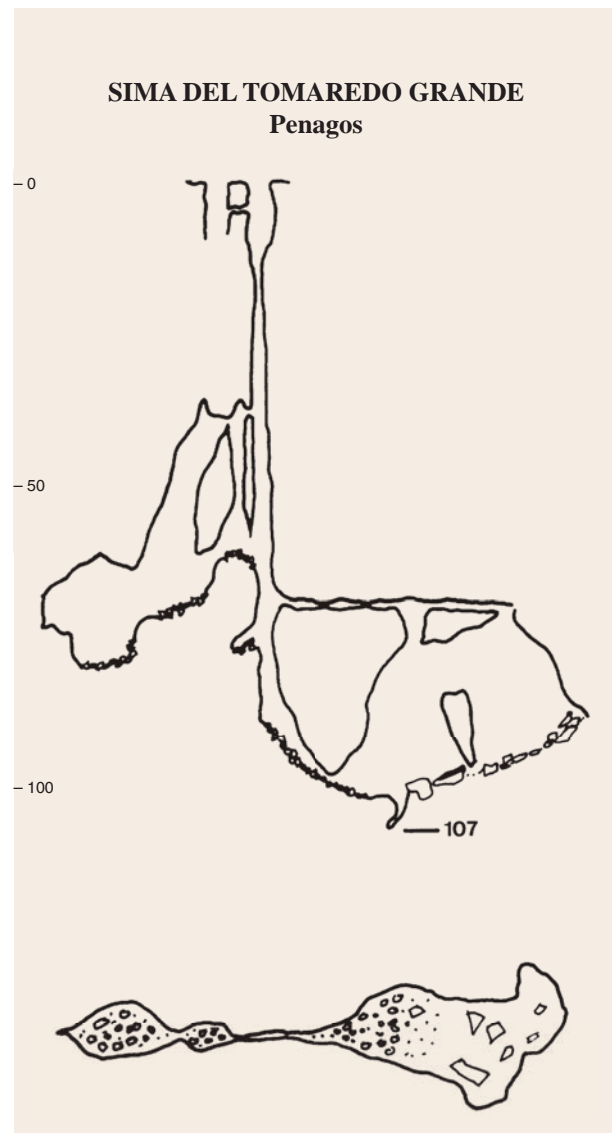 SIMA DEL TOMAREDO GRANDE
Penagos
– 0
– 50
– 100
— 107